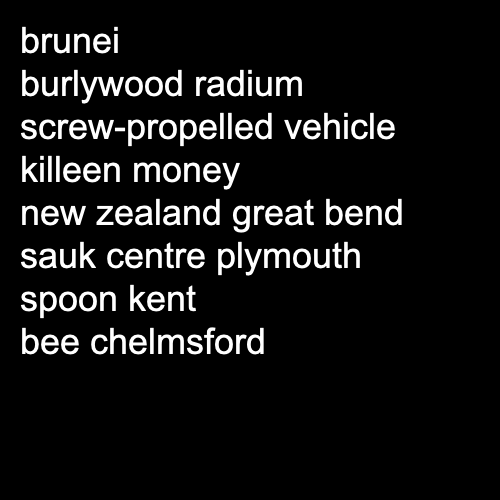 brunei
burlywood radium
screw-propelled vehicle
killeen money
new zealand great bend
sauk centre plymouth
spoon kent
bee chelmsford